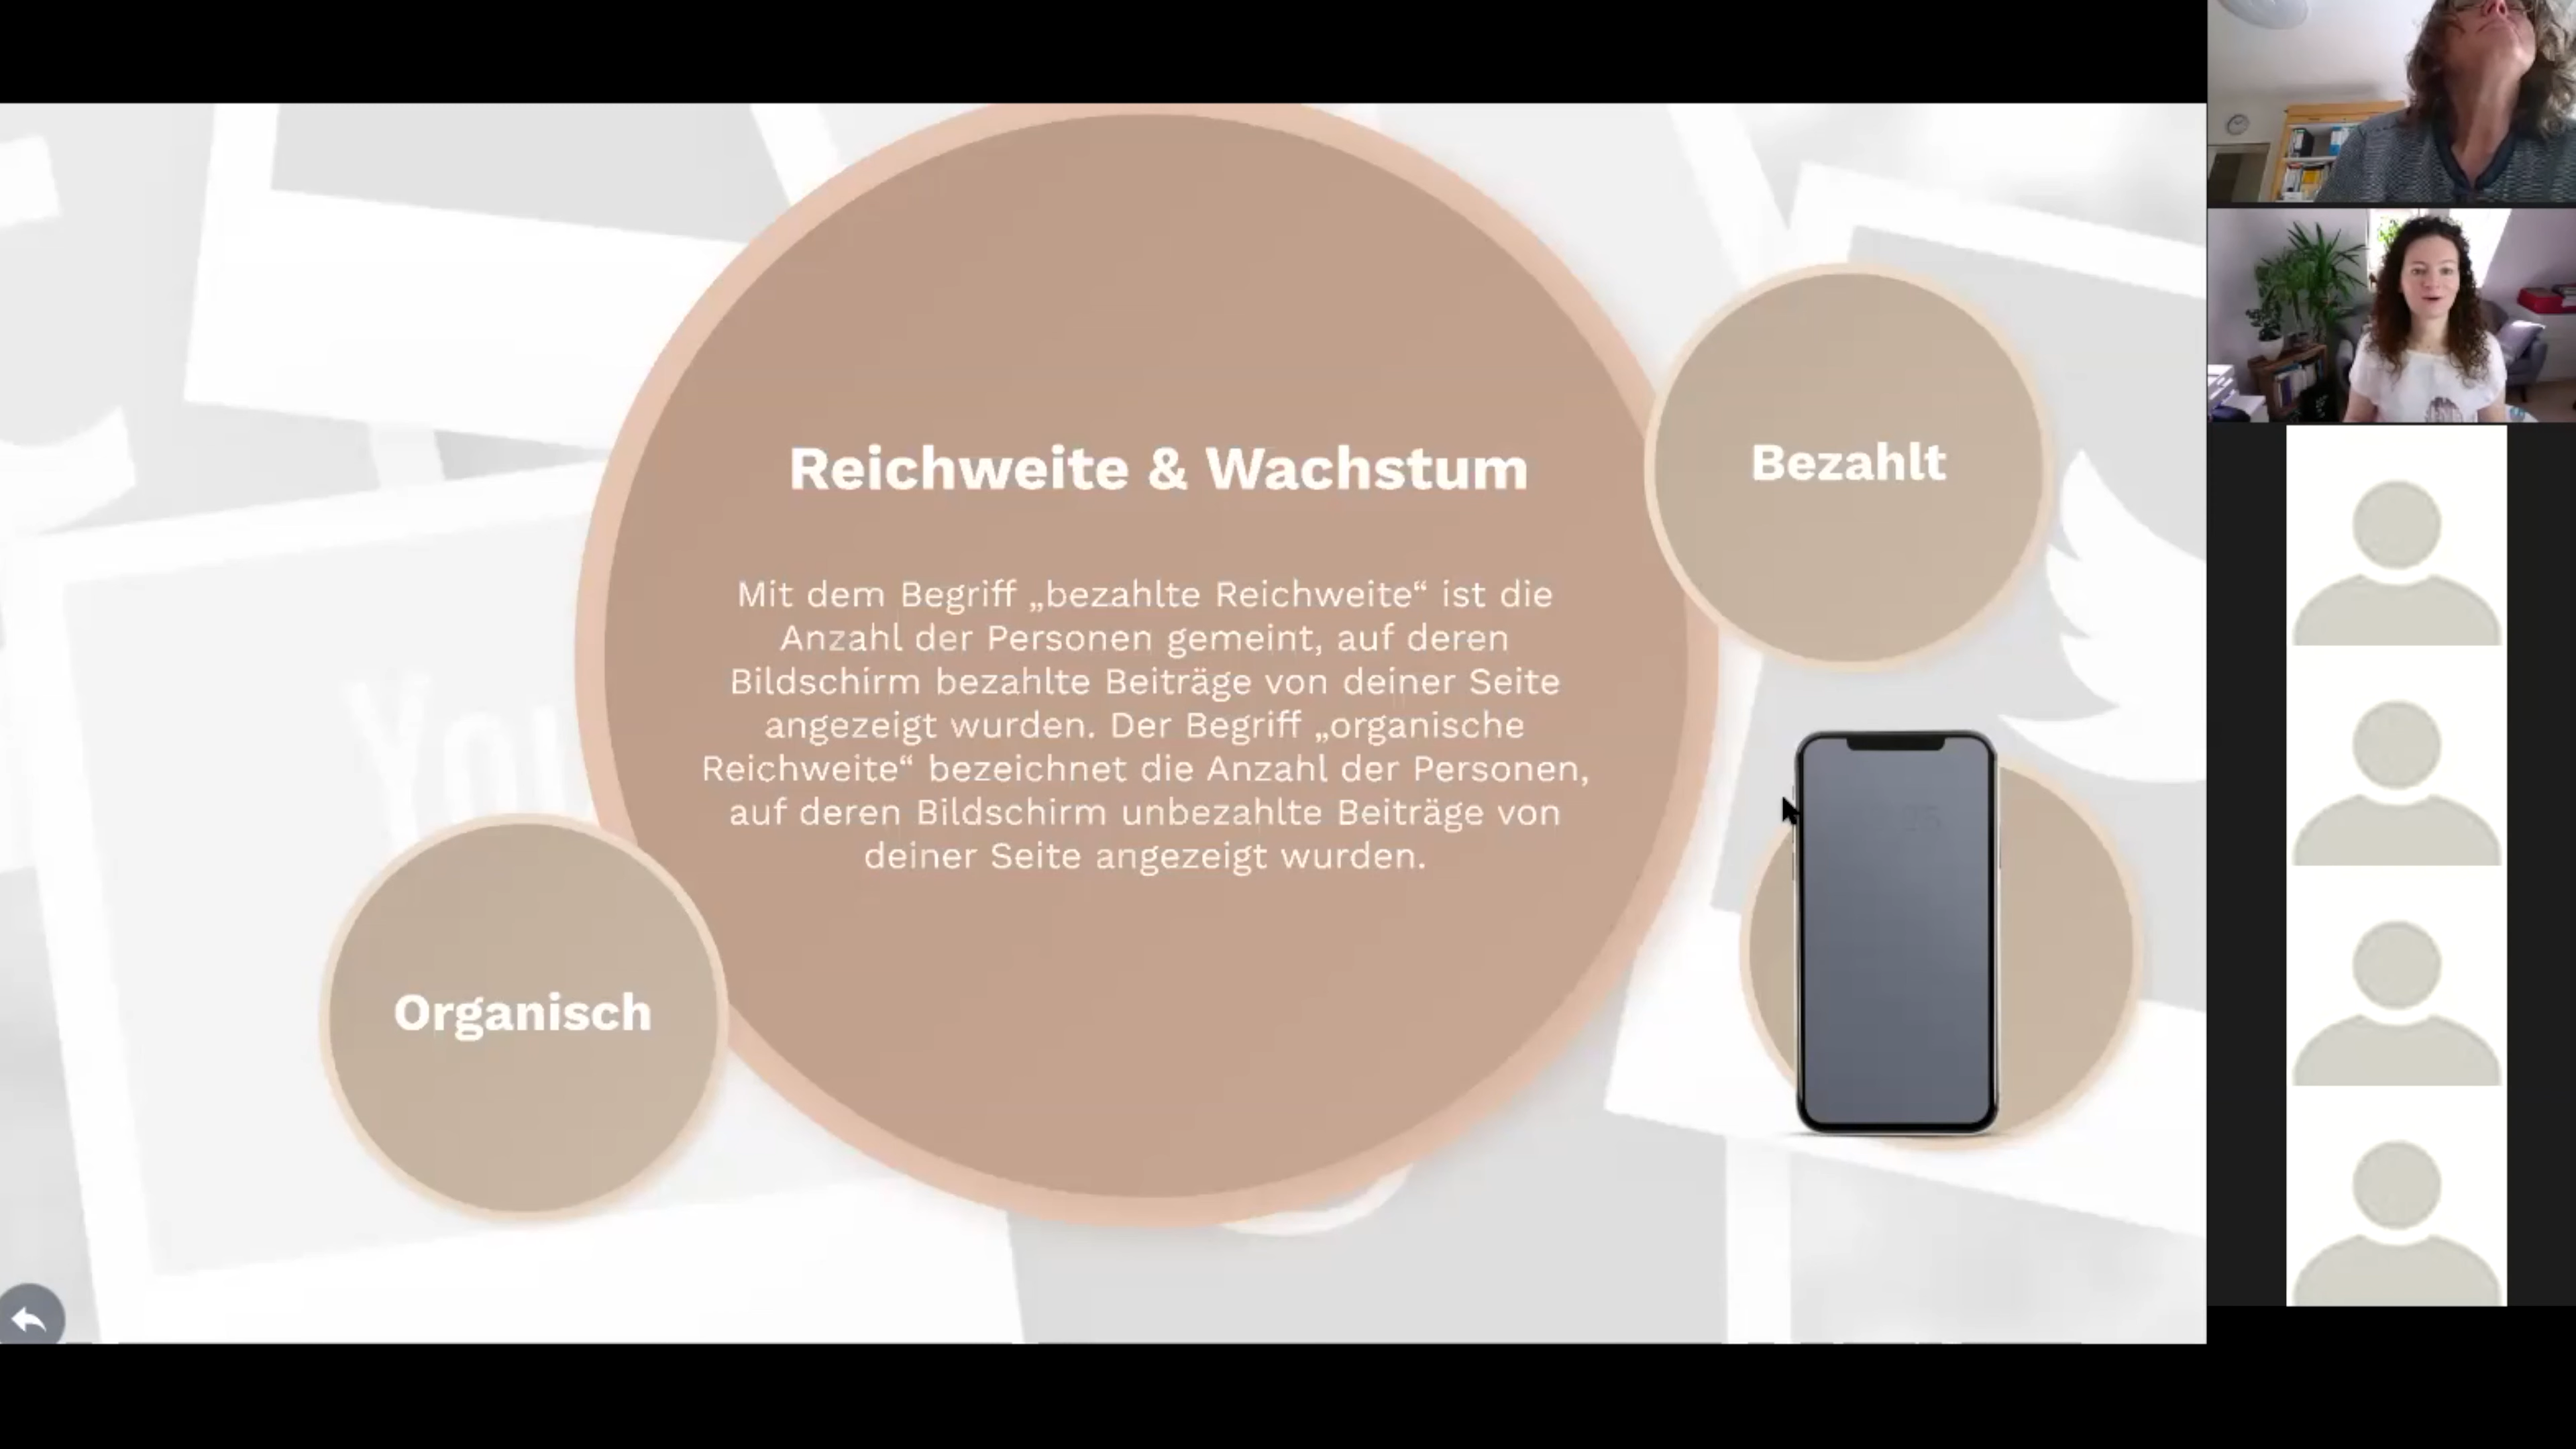 Reichweite & Wachstum
Mit dem Begriff „bezahlte Reichweite“ ist die
Anzahl der Personen gemeint, auf deren
Bildschirm bezahlte Beiträge von deiner Seite
angezeigt wurden. Der Begriff „organische
Reichweite“ bezeichnet die Anzahl der Personen,
auf deren Bildschirm unbezahlte Beiträge von
deiner Seite angezeigt wurden.
Bezahlt
Organisch
You